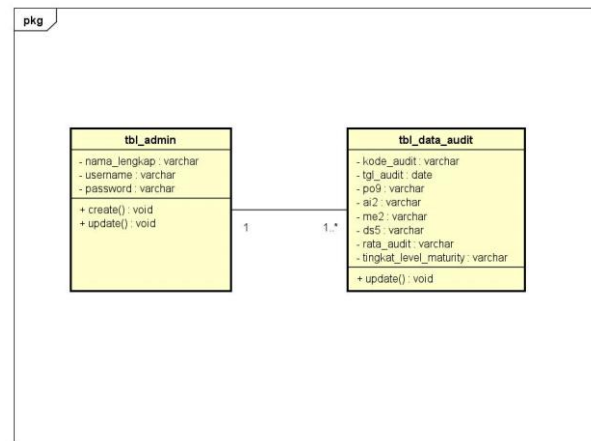 pkg
tbl_admin
- nama_lengkap : varchar
- username : varchar
- password : varchar
+ create() : void
+ update() : void
1
1..*
tbl_data_audit
- kode_audit : varchar
- tgl_audit : date
- po9 : varchar
- ai2 : varchar
- me2 : varchar
- ds5 : varchar
- rata_audit : varchar
- tingkat_level_maturity : varchar
+ update() : void